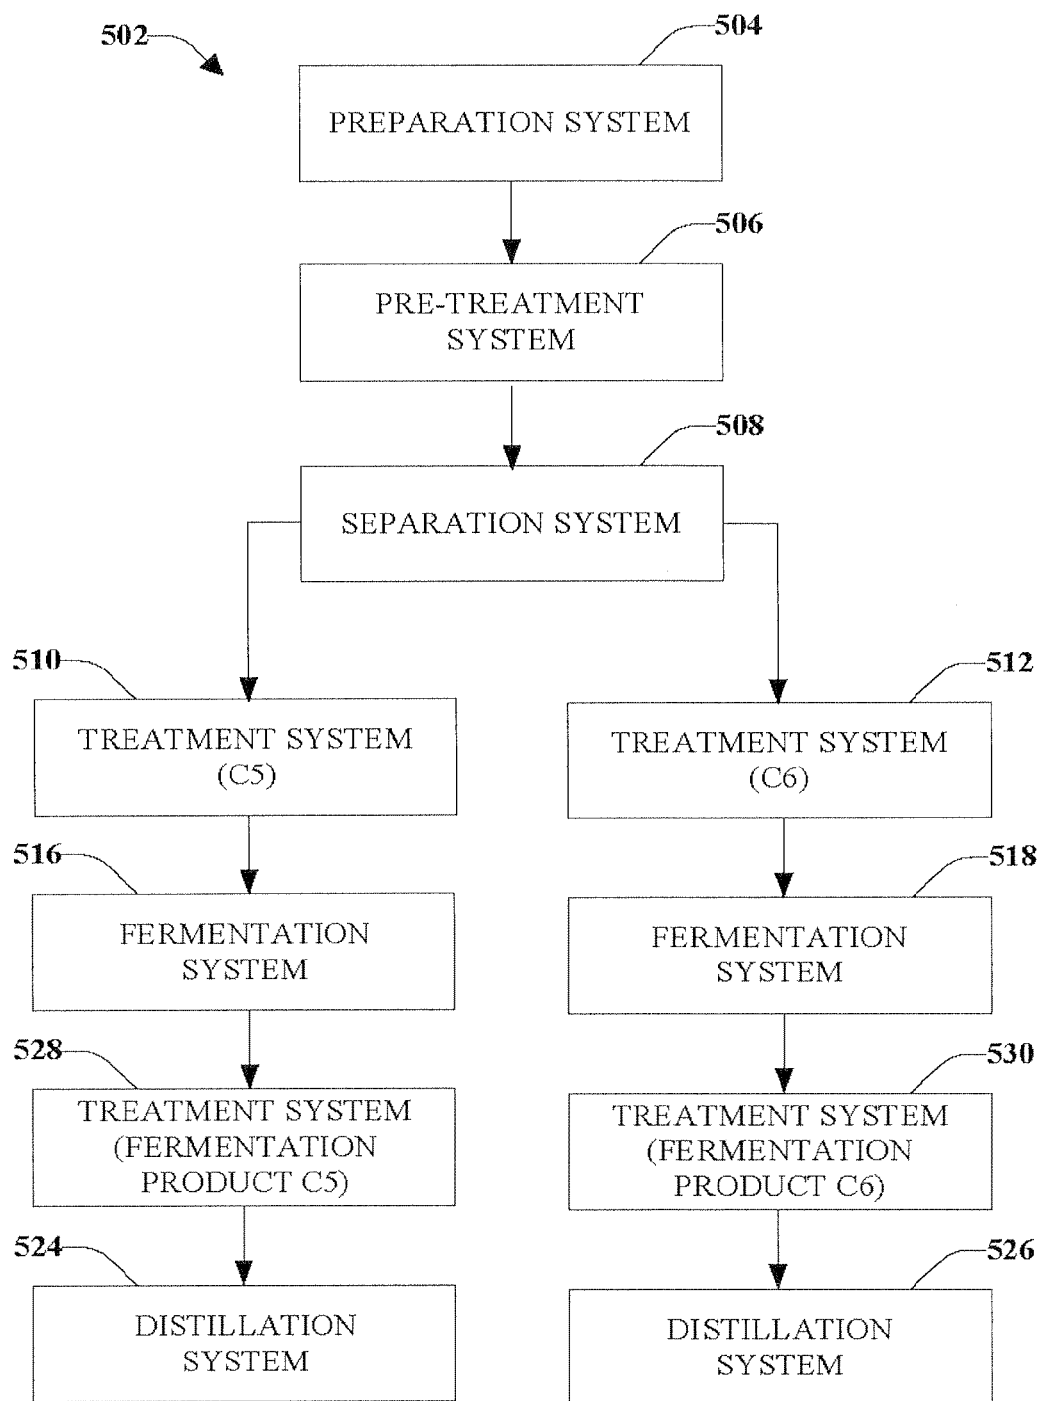 502
504
PREPARATION SYSTEM
506
PRE-TREATMENT
SYSTEM
508
SEPARATION SYSTEM
510
TREATMENT SYSTEM
(C5)
512
TREATMENT SYSTEM
(C6)
516
FERMENTATION
SYSTEM
518
FERMENTATION
SYSTEM
528
TREATMENT SYSTEM
(FERMENTATION
PRODUCT C5)
530
TREATMENT SYSTEM
(FERMENTATION
PRODUCT C6)
524
DISTILLATION
SYSTEM
526
DISTILLATION
SYSTEM